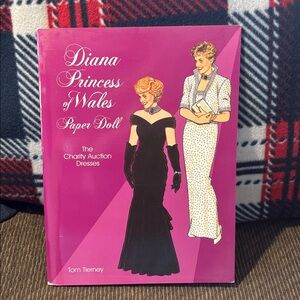 Diana
Princess
of Wales
Paper Doll
The
Charity Auction
Dresses
Tom Tierney